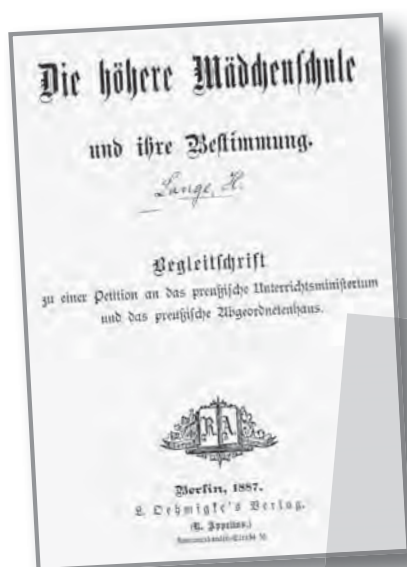 Die höhere Mädchenschule
und ihre Bestimmung.
Lange, H.
Begleitschrift
zu einer Petition an das preußische Unterrichtsministerium
und das preußische Abgeordnetenhaus.
R A
Berlin, 1887.
L. Oehmigke's Verlag.
(R. Appelius.)